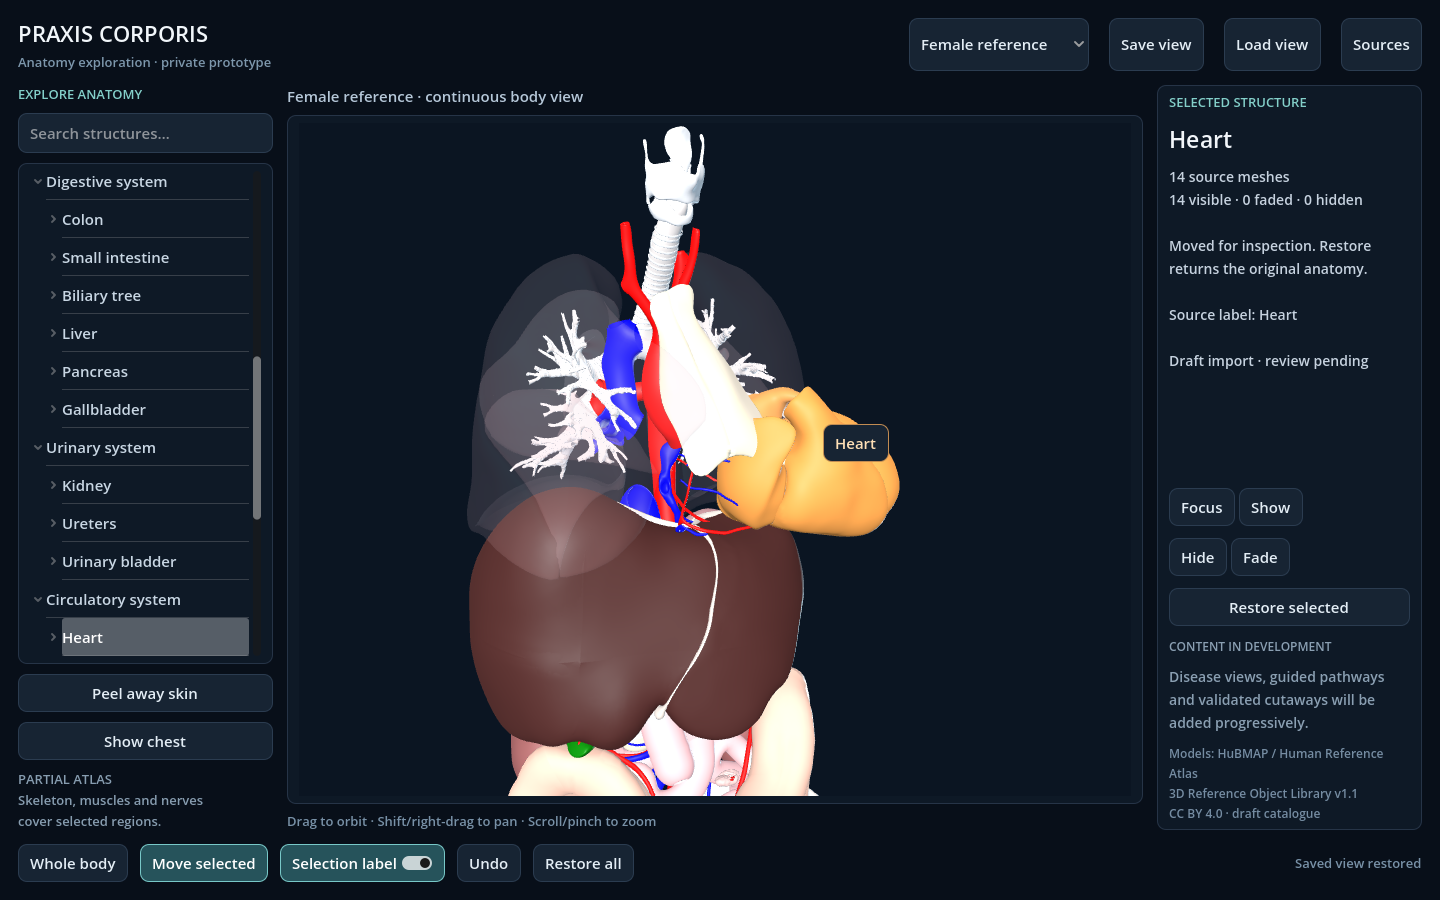 PRAXIS CORPORIS
Anatomy exploration · private prototype
Female reference
Save view
Load view
Sources
EXPLORE ANATOMY
Search structures...
Digestive system
Colon
Small intestine
Biliary tree
Liver
Pancreas
Gallbladder
Urinary system
Kidney
Ureters
Urinary bladder
Circulatory system
Heart
Peel away skin
Show chest
PARTIAL ATLAS
Skeleton, muscles and nerves
cover selected regions.
Female reference · continuous body view
Heart
Drag to orbit · Shift/right-drag to pan · Scroll/pinch to zoom
SELECTED STRUCTURE
Heart
14 source meshes
14 visible · 0 faded · 0 hidden
Moved for inspection. Restore
returns the original anatomy.
Source label: Heart
Draft import · review pending
Focus
Show
Hide
Fade
Restore selected
CONTENT IN DEVELOPMENT
Disease views, guided pathways
and validated cutaways will be
added progressively.
Models: HuBMAP / Human Reference
Atlas
3D Reference Object Library v1.1
CC BY 4.0 · draft catalogue
Whole body
Move selected
Selection label
Undo
Restore all
Saved view restored